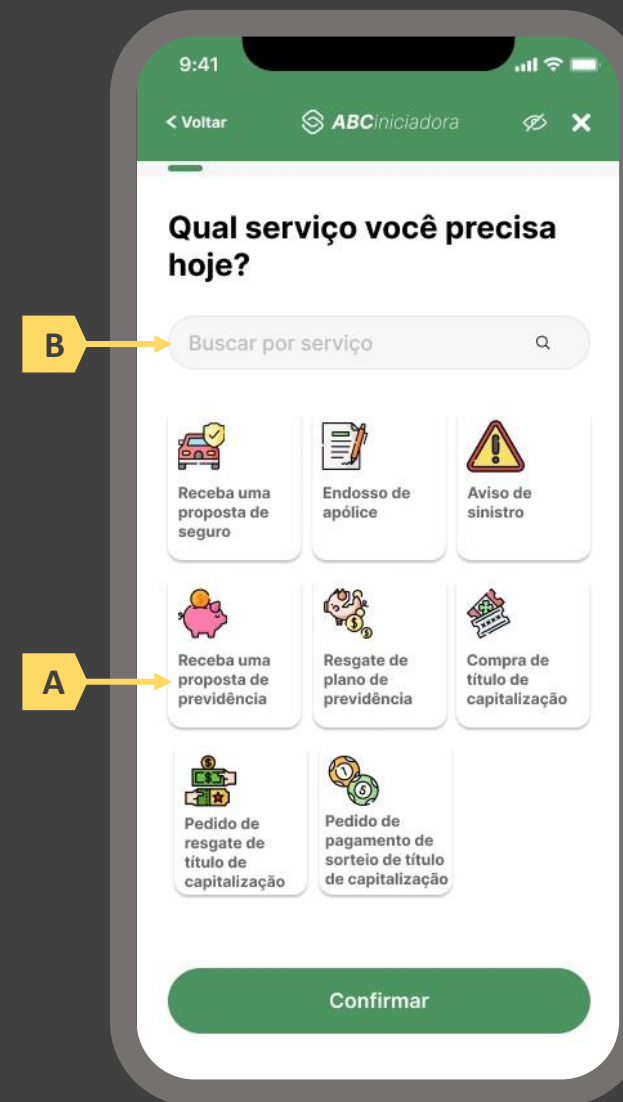 9:41
< Voltar
ABCiniciadora
Qual serviço você precisa
hoje?
B
Buscar por serviço
Receba uma
proposta de
seguro
Endosso de
apólice
Aviso de
sinistro
A
Receba uma
proposta de
previdência
Resgate de
plano de
previdência
Compra de
título de
capitalização
Pedido de
resgate de
título de
capitalização
Pedido de
pagamento de
sorteio de título
de capitalização
Confirmar